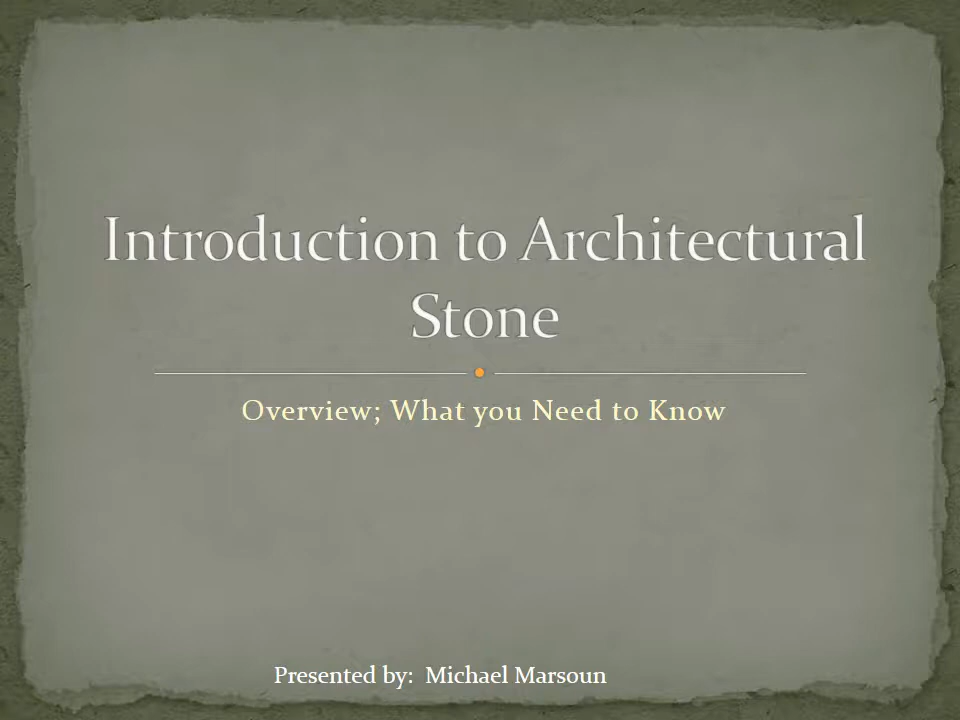 Introduction to Architectural
Stone
Overview; What you Need to Know
Presented by:  Michael Marsoun